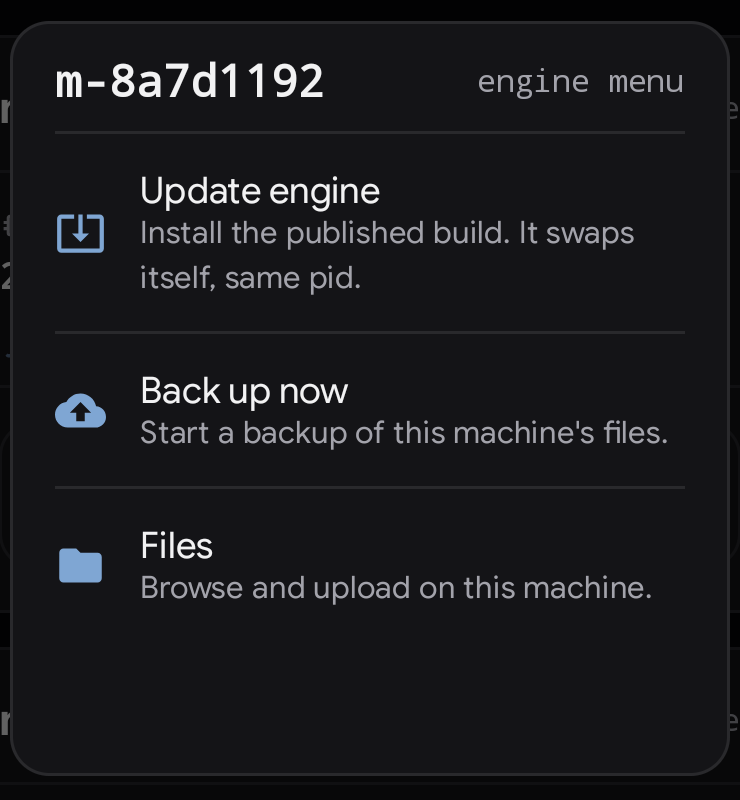 m-8a7d1192 engine menu
Update engine
Install the published build. It swaps
itself, same pid.
Back up now
Start a backup of this machine's files.
Files
Browse and upload on this machine.